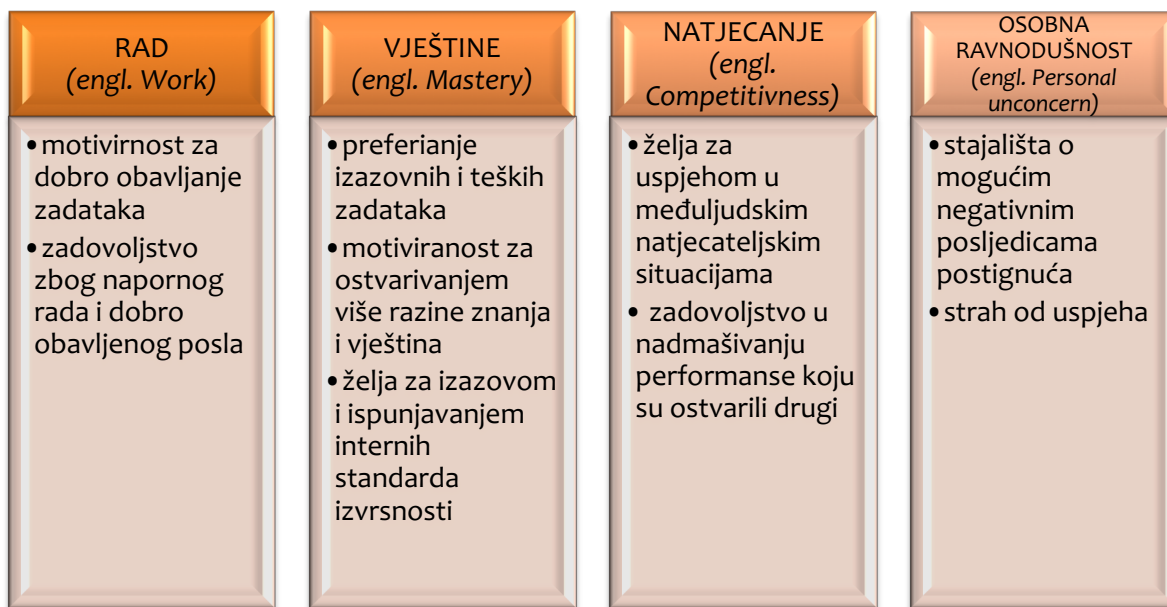 RAD
(engl. Work)
• motivirnost za
dobro obavljanje
zadataka
• zadovoljstvo
zbog napornog
rada i dobro
obavljenog posla
VJEŠTINE
(engl. Mastery)
• preferianje
izazovnih i teških
zadataka
• motiviranost za
ostvarivanjem
više razine znanja
i vještina
• želja za izazovom
i ispunjavanjem
internih
standarda
izvrsnosti
NATJECANJE
(engl.
Competitivness)
• želja za
uspjehom u
međuljudskim
natjecateljskim
situacijama
• zadovoljstvo u
nadmašivanju
performanse koju
su ostvarili drugi
OSOBNA
RAVNODUŠNOST
(engl. Personal
unconcern)
• stajališta o
mogućim
negativnim
posljedicama
postignuća
• strah od uspjeha